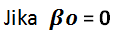 Jika βo = 0